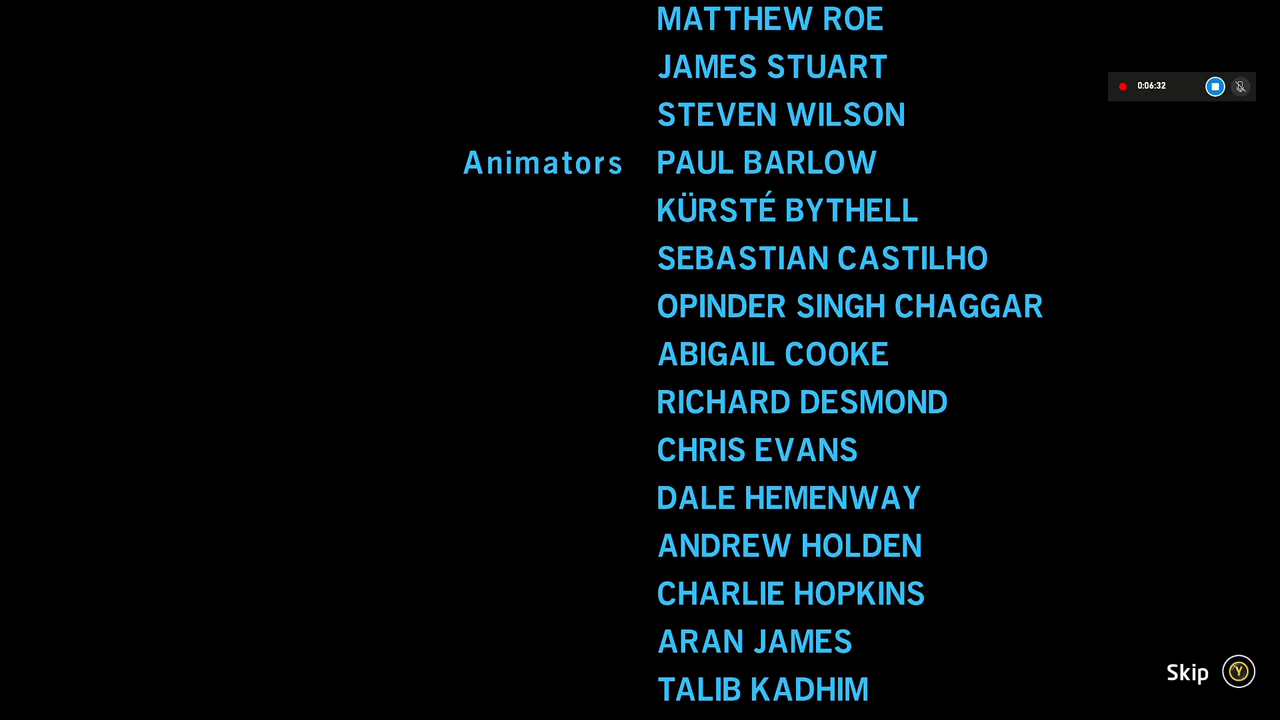 MATTHEW ROE
JAMES STUART
0:06:32
STEVEN WILSON
Animators PAUL BARLOW
KÜRSTÉ BYTHELL
SEBASTIAN CASTILHO
OPINDER SINGH CHAGGAR
ABIGAIL COOKE
RICHARD DESMOND
CHRIS EVANS
DALE HEMENWAY
ANDREW HOLDEN
CHARLIE HOPKINS
ARAN JAMES
Skip Y
TALIB KADHIM